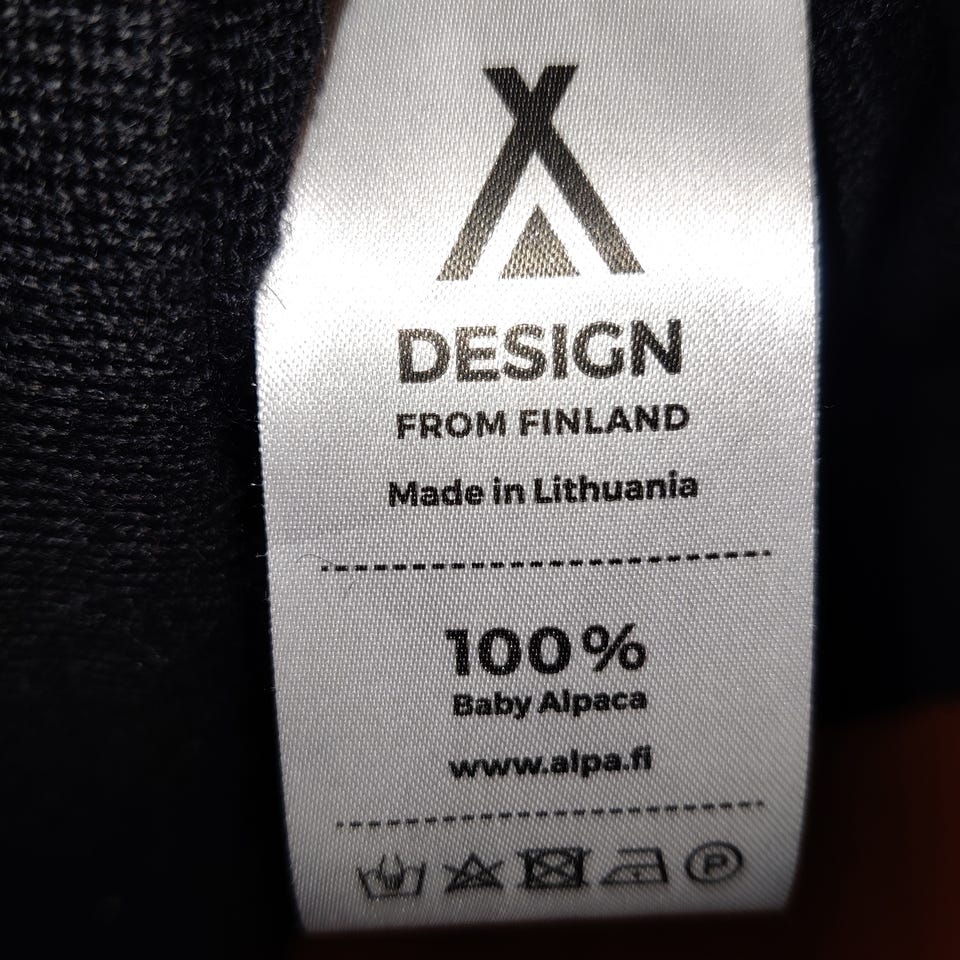 DESIGN
FROM FINLAND
Made in Lithuania
100%
Baby Alpaca
www.alpa.fi
P